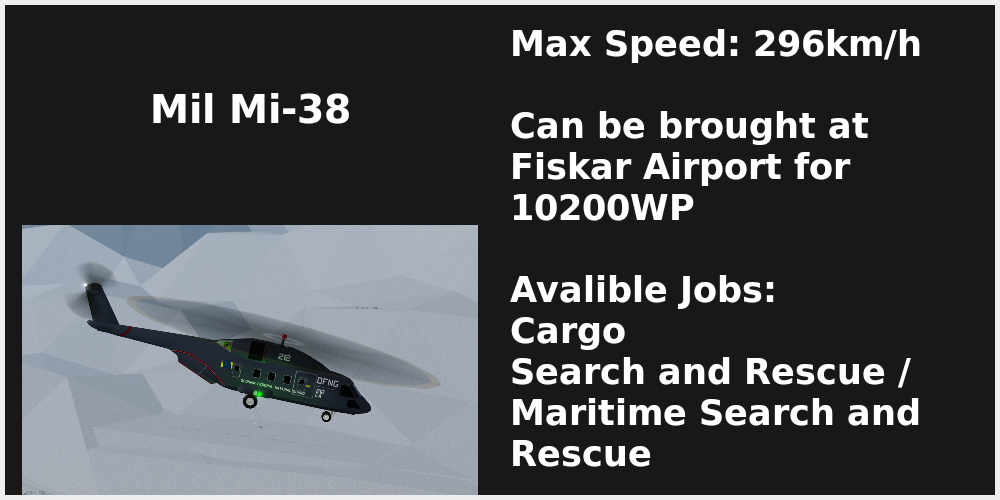 Mil Mi-38
Max Speed: 296km/h
Can be brought at
Fiskar Airport for
10200WP
Avalible Jobs:
Cargo
Search and Rescue /
Maritime Search and
Rescue
212
DFNG